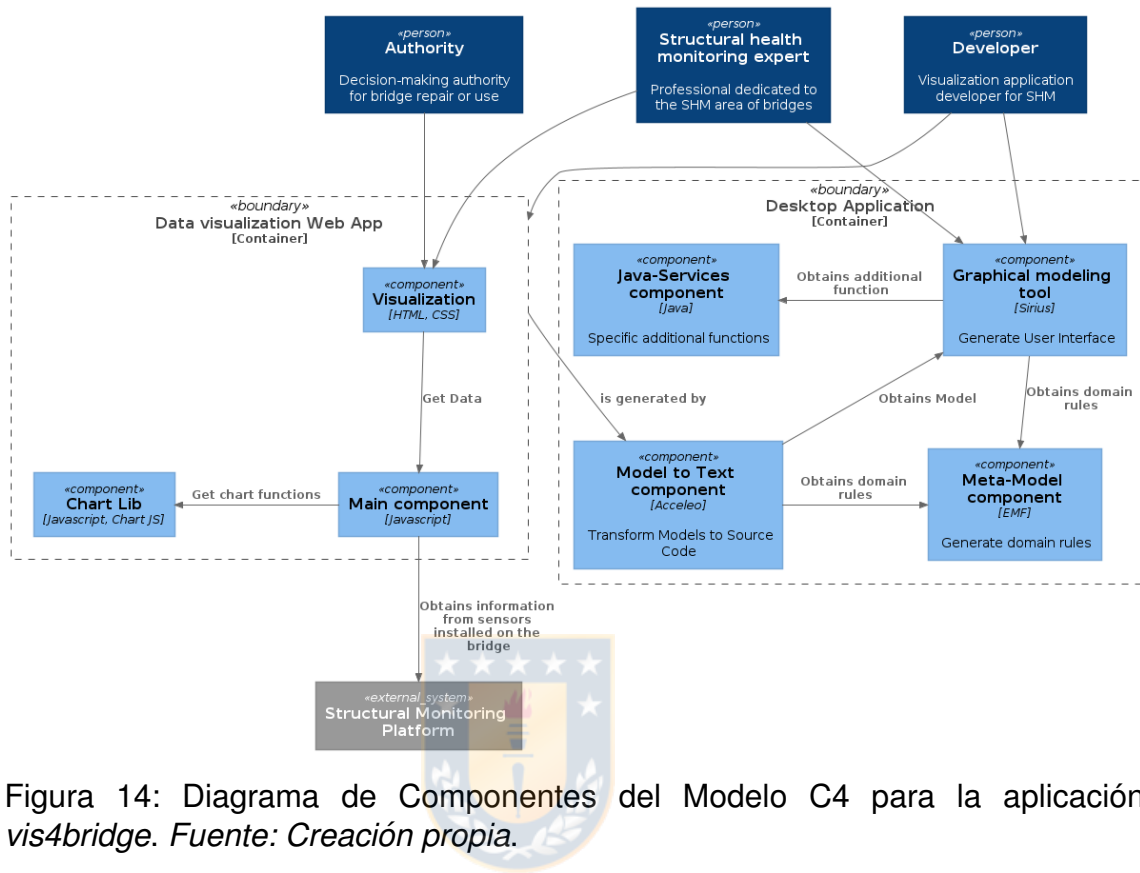 «person»
Authority
Decision-making authority
for bridge repair or use
«person»
Structural health
monitoring expert
Professional dedicated to
the SHM area of bridges
«person»
Developer
Visualization application
developer for SHM
«boundary»
Data visualization Web App
[Container]
«boundary»
Desktop Application
[Container]
«component»
Visualization
[HTML, CSS]
«component»
Java-Services
component
[Java]
Specific additional functions
Obtains additional
function
«component»
Graphical modeling
tool
[Sirius]
Generate User Interface
Get Data
is generated by
Obtains Model
Obtains domain
rules
«component»
Chart Lib
[Javascript, Chart JS]
Get chart functions
«component»
Main component
[Javascript]
«component»
Model to Text
component
[Acceleo]
Transform Models to Source
Code
Obtains domain
rules
«component»
Meta-Model
component
[EMF]
Generate domain rules
Obtains information
from sensors
installed on the
bridge
«external_system»
Structural Monitoring
Platform
Figura 14: Diagrama de Componentes del Modelo C4 para la aplicación
vis4bridge. Fuente: Creación propia.